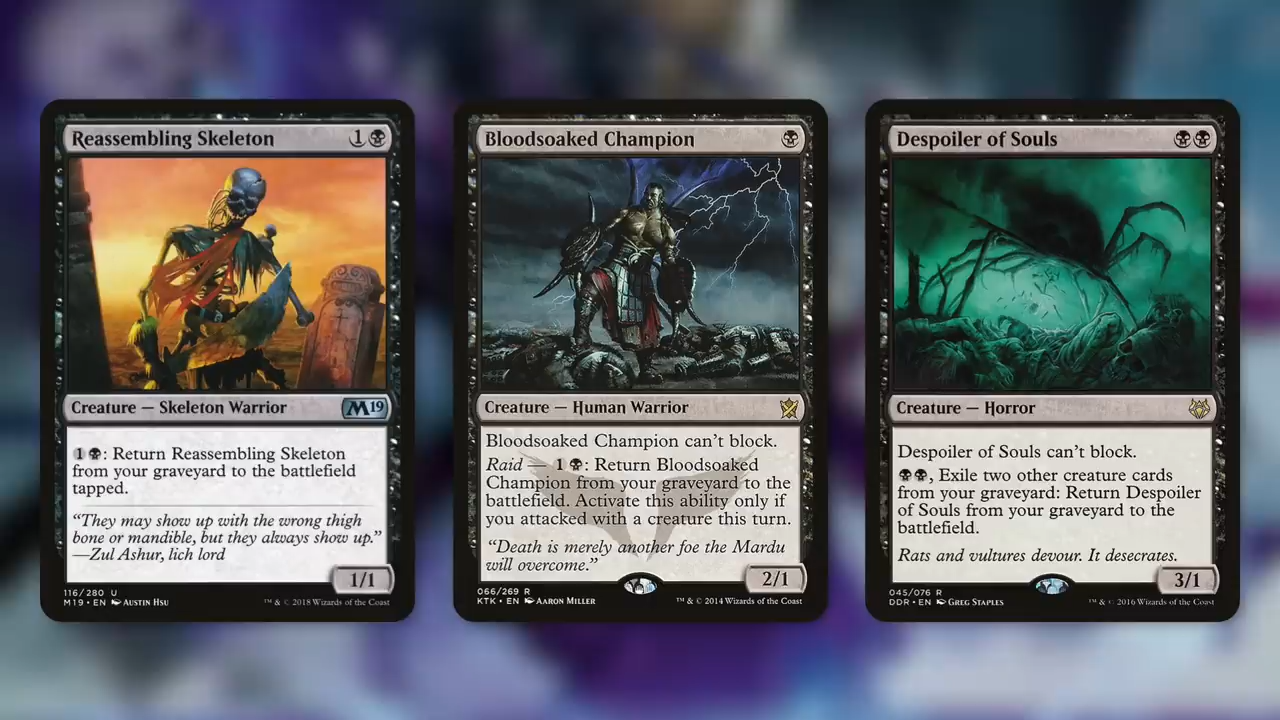 Reassembling Skeleton 1
Creature — Skeleton Warrior M19
1 : Return Reassembling Skeleton
from your graveyard to the battlefield
tapped.
“They may show up with the wrong thigh
bone or mandible, but they always show up.”
—Zul Ashur, lich lord
1/1
116/280 U
M19 • EN Austin Hsu ™ & © 2018 Wizards of the Coast
Bloodsoaked Champion
Creature — Human Warrior
Bloodsoaked Champion can't block.
Raid — 1 : Return Bloodsoaked
Champion from your graveyard to the
battlefield. Activate this ability only if
you attacked with a creature this turn.
“Death is merely another foe the Mardu
will overcome.”
2/1
066/269 R
KTK • EN Aaron Miller ™ & © 2014 Wizards of the Coast
Despoiler of Souls
Creature — Horror
Despoiler of Souls can't block.
, Exile two other creature cards
from your graveyard: Return Despoiler
of Souls from your graveyard to the
battlefield.
Rats and vultures devour. It desecrates.
3/1
045/076 R
DDR • EN Greg Staples ™ & © 2016 Wizards of the Coast